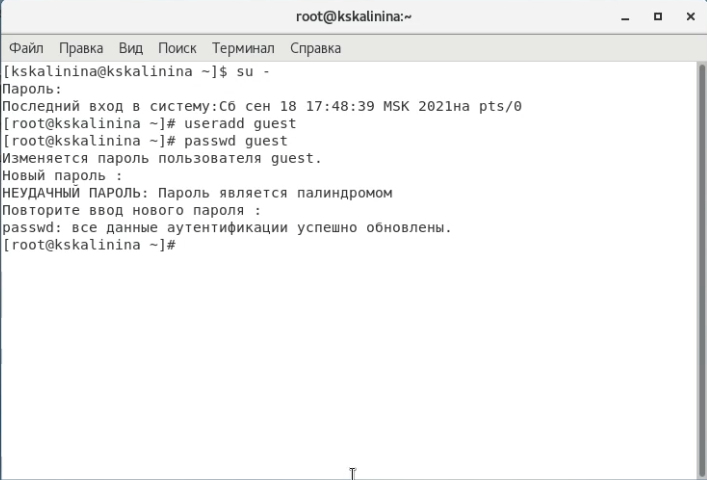 root@kskalinina:~
Файл Правка Вид Поиск Терминал Справка
[kskalinina@kskalinina ~]$ su -
Пароль:
Последний вход в систему:Сб сен 18 17:48:39 MSK 2021на pts/0
[root@kskalinina ~]# useradd guest
[root@kskalinina ~]# passwd guest
Изменяется пароль пользователя guest.
Новый пароль :
НЕУДАЧНЫЙ ПАРОЛЬ: Пароль является палиндромом
Повторите ввод нового пароля :
passwd: все данные аутентификации успешно обновлены.
[root@kskalinina ~]#